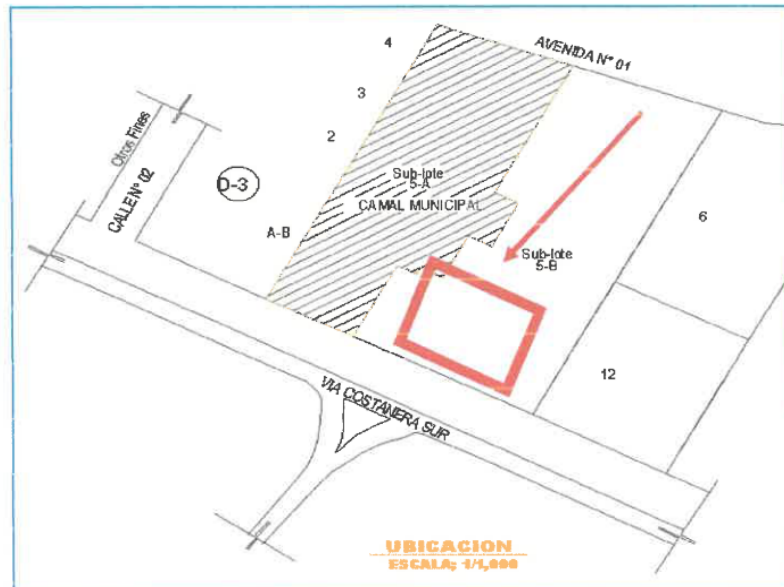 AVENIDA N° 01
4
3
2
Otros Fines
CALLE N° 02
D-3
Sub-lote
5-A
CAMAL MUNICIPAL
A-B
Sub-lote
5-B
6
12
VIA COSTANERA SUR
UBICACION
ESCALA; 1/1,000